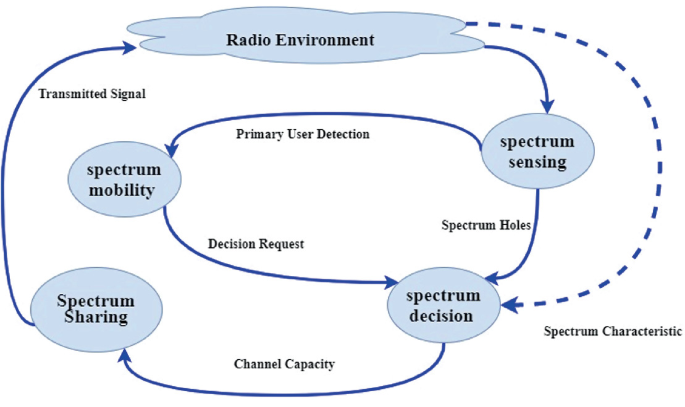 Radio Environment
Transmitted Signal
Primary User Detection
spectrum
sensing
spectrum
mobility
Spectrum Holes
Decision Request
spectrum
decision
Spectrum
Sharing
Spectrum Characteristic
Channel Capacity